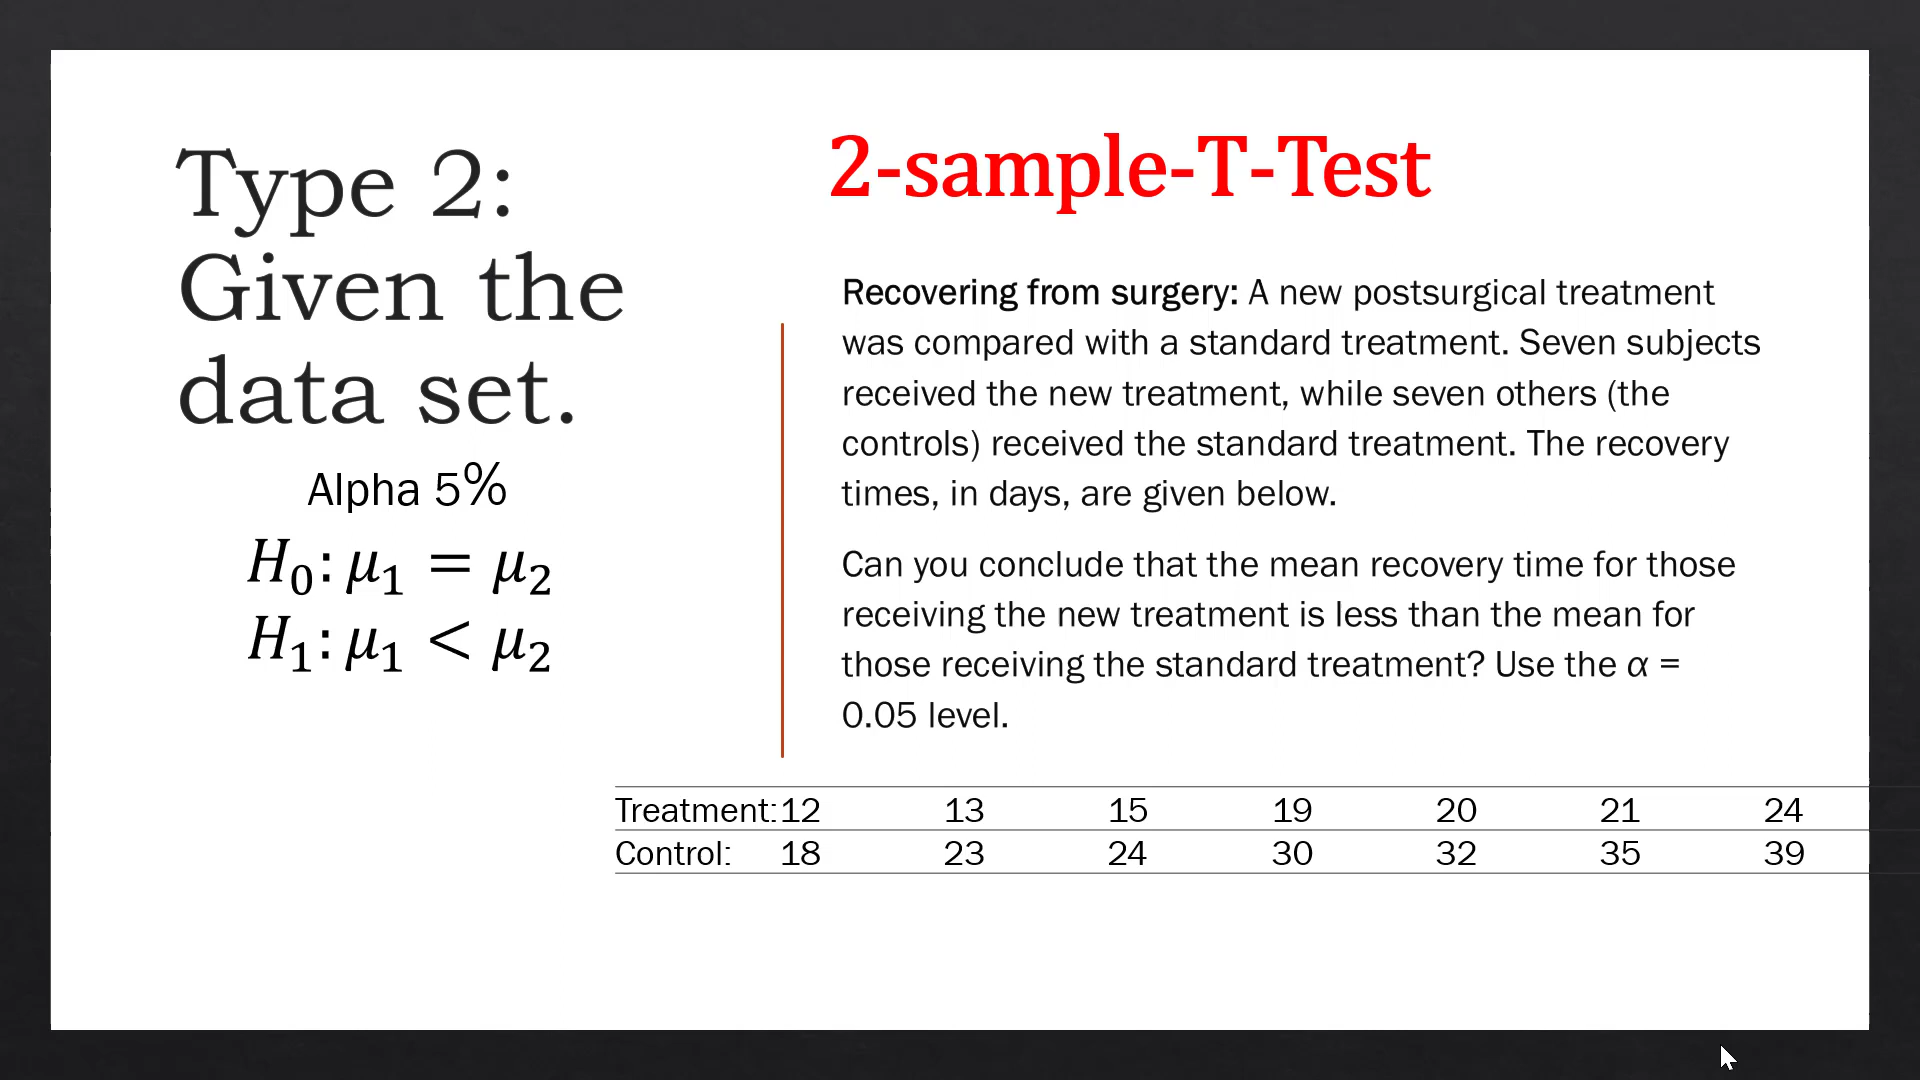 Type 2:
Given the
data set.
Alpha 5%
H₀: μ₁ = μ₂
H₁: μ₁ < μ₂
2-sample-T-Test
Recovering from surgery: A new postsurgical treatment
was compared with a standard treatment. Seven subjects
received the new treatment, while seven others (the
controls) received the standard treatment. The recovery
times, in days, are given below.
Can you conclude that the mean recovery time for those
receiving the new treatment is less than the mean for
those receiving the standard treatment? Use the α =
0.05 level.
Treatment: 12 13 15 19 20 21 24
Control: 18 23 24 30 32 35 39